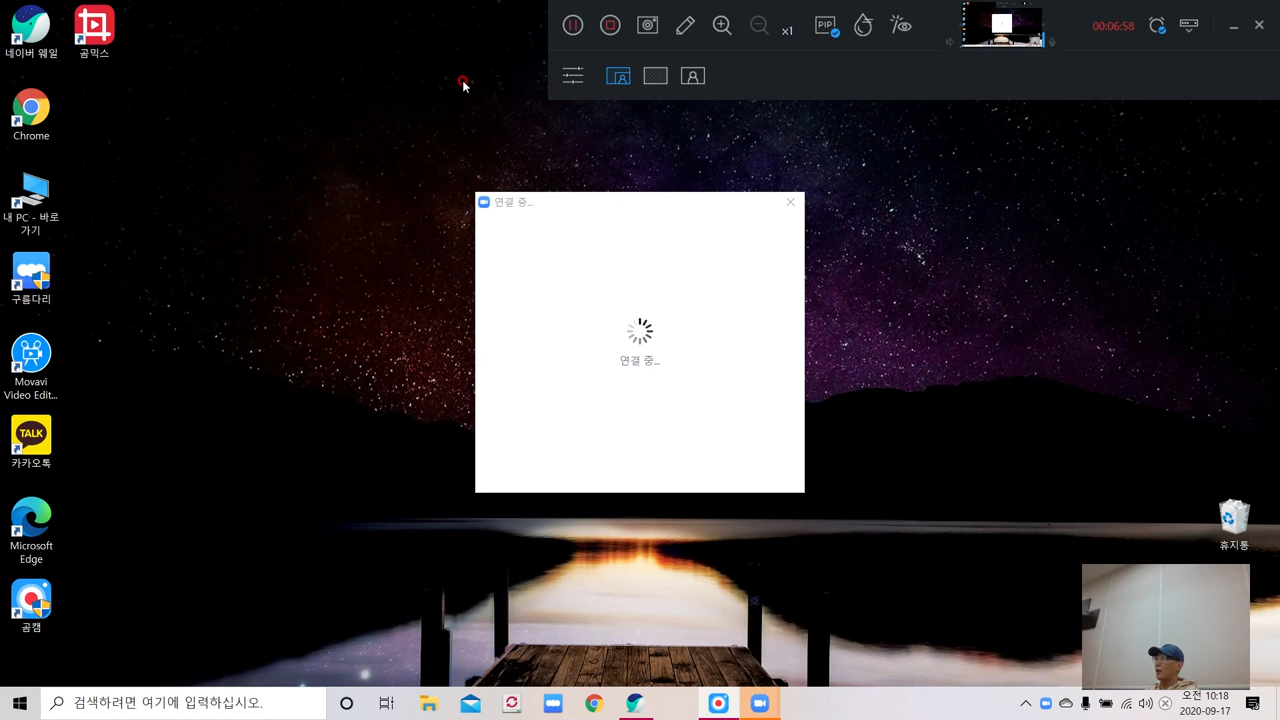 네이버 웨일
곰믹스
Chrome
내 PC - 바로
가기
구름다리
Movavi
Video Edit...
TALK
카카오톡
Microsoft
Edge
곰캠
x1
PIP
00:06:58
연결 중...
연결 중...
휴지통
검색하려면 여기에 입력하십시오.
오전 10:18
2020-09-17